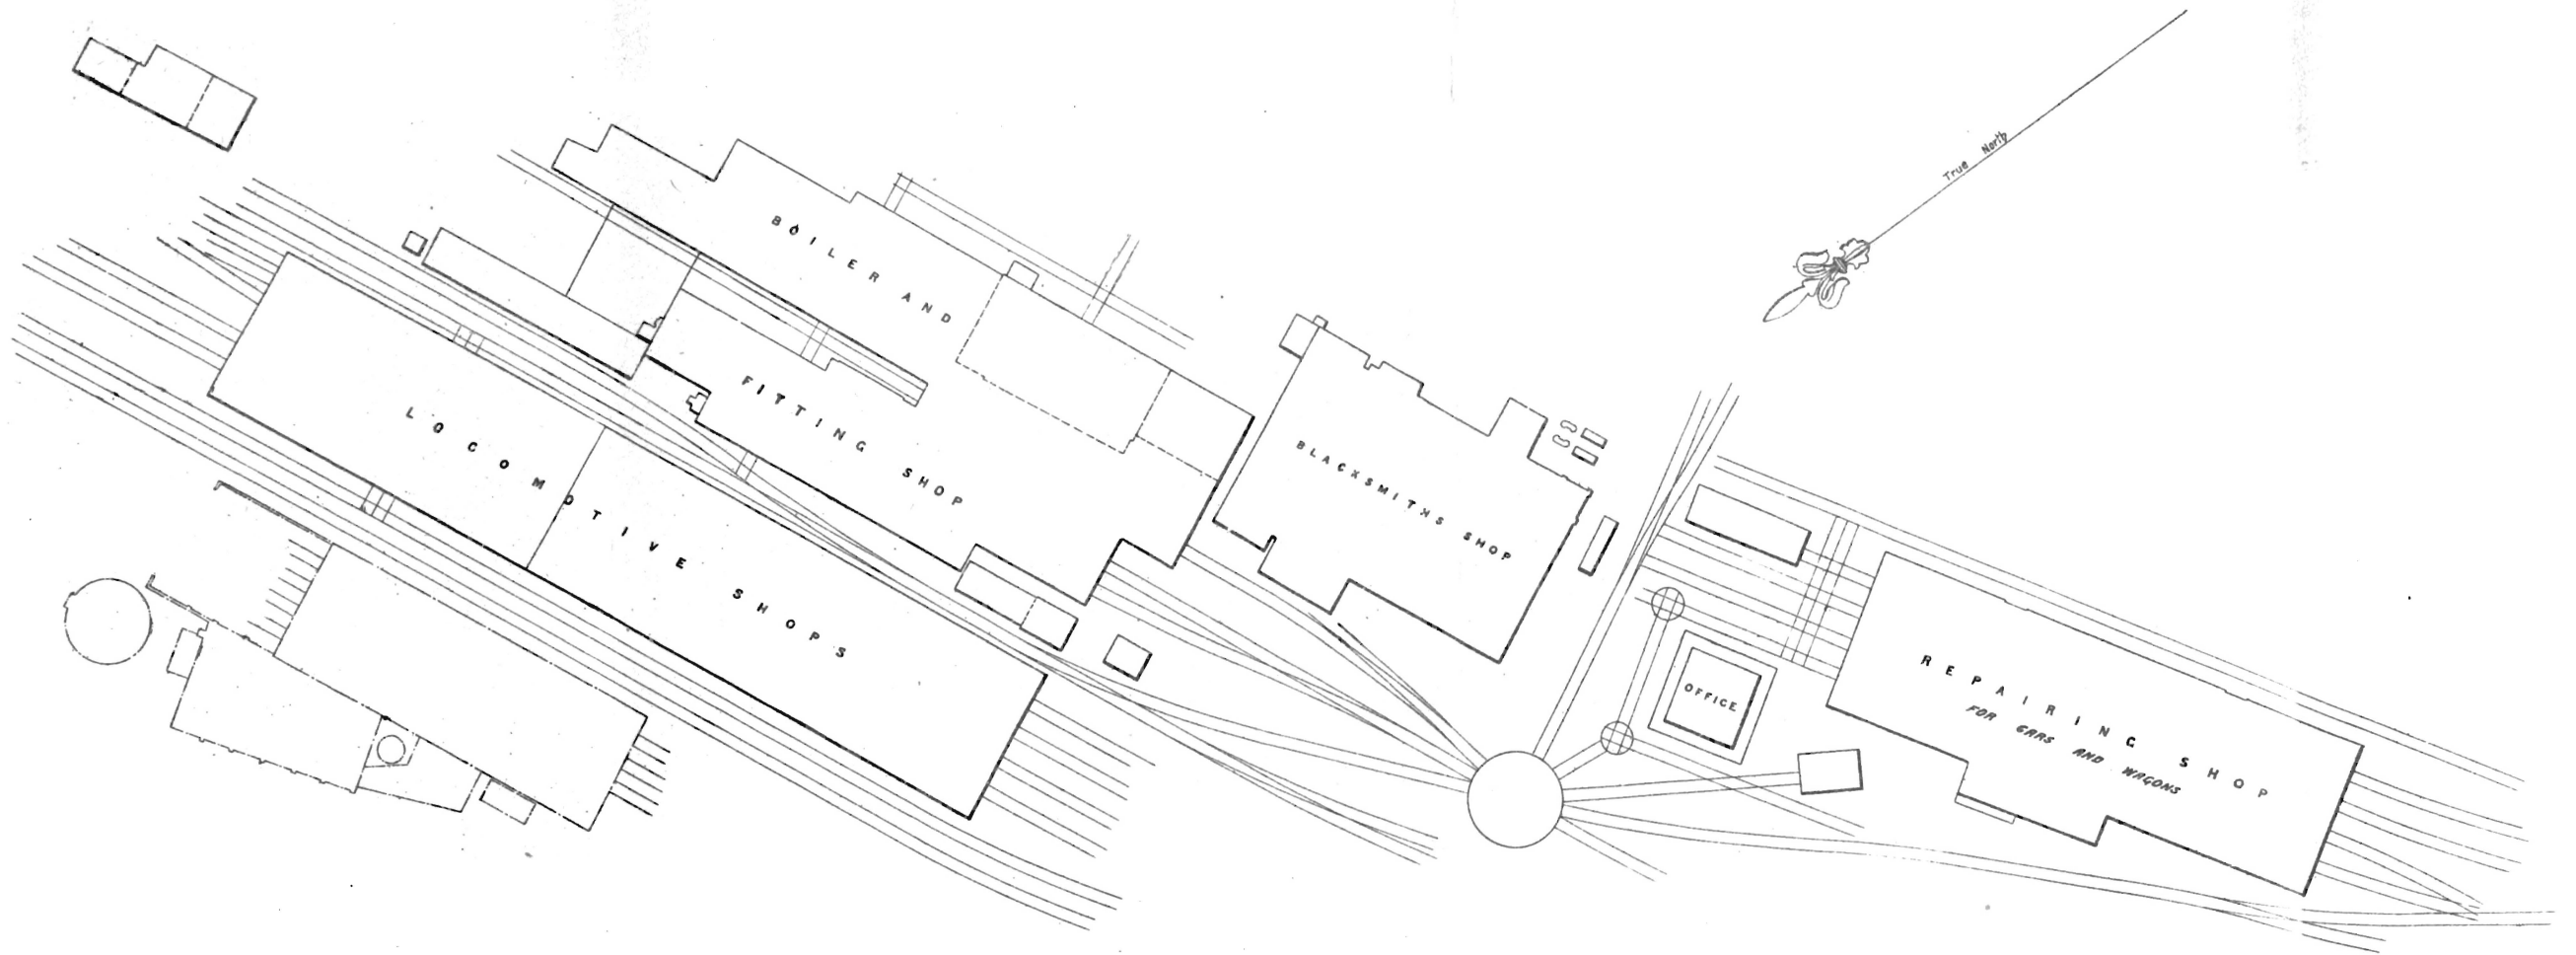 True North
BOILER AND
FITTING SHOP
LOCOMOTIVE SHOPS
BLACKSMITHS SHOP
OFFICE
REPAIRING SHOP
FOR CARS AND WAGONS